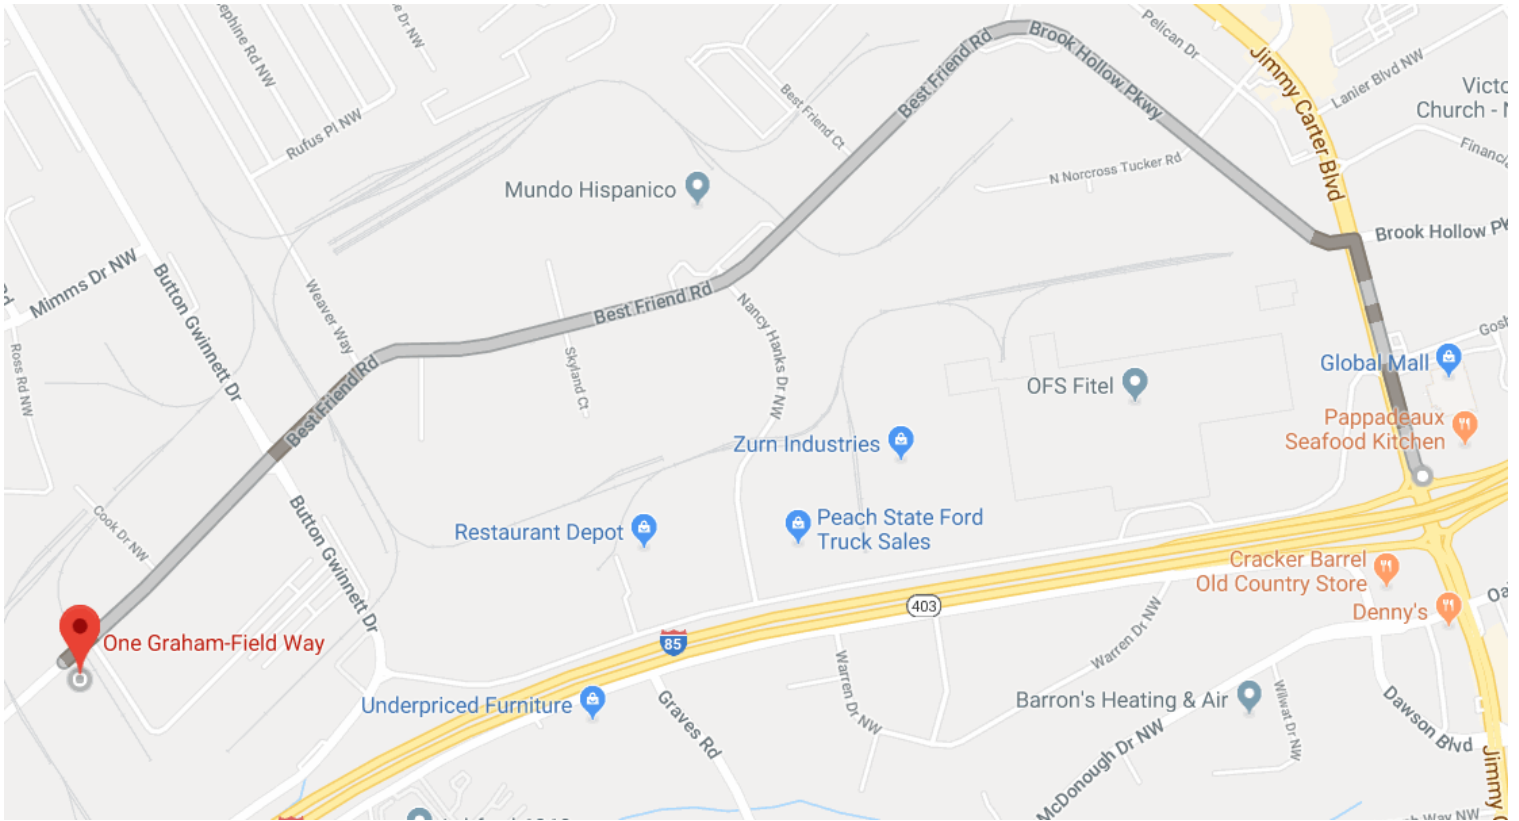 Pelican Dr
Best Friend Rd
Brook Hollow Pkwy
Jimmy Carter Blvd
Lanier Blvd NW
Rufus Pl NW
Best Friend Ct
Mundo Hispanico
N Norcross Tucker Rd
Mimms Dr NW
Button Gwinnett Dr
Weaver Way
Best Friend Rd
Nancy Hanks Dr NW
Skyland Ct
Ross Rd NW
Best Friend Rd
Global Mall
OFS Fitel
Pappadeaux
Seafood Kitchen
Zurn Industries
Restaurant Depot
Peach State Ford
Truck Sales
Cook Dr NW
Button Gwinnett Dr
403
Cracker Barrel
Old Country Store
Denny's
One Graham-Field Way
85
Warren Dr NW
Warren Dr NW
Underpriced Furniture
Graves Rd
Barron's Heating & Air
Wilwat Dr NW
Dawson Blvd
McDonough Dr NW
Jimmy